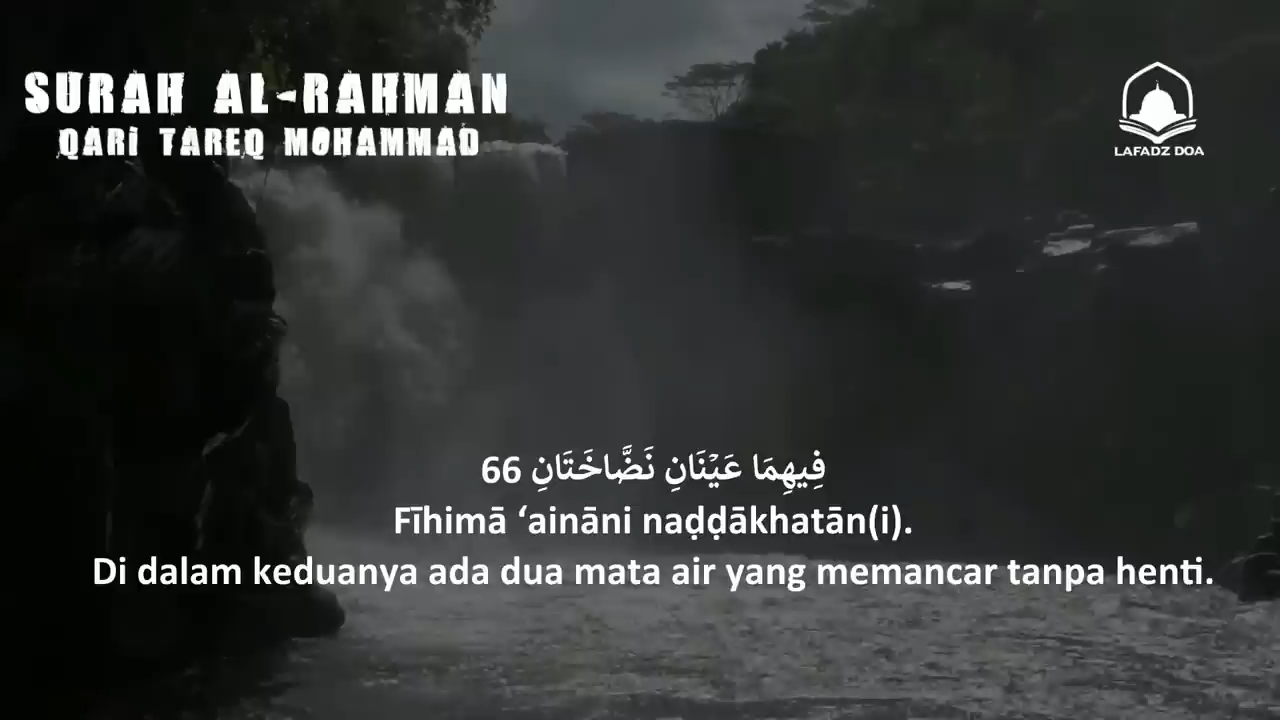 SURAH AL-RAHMAN
QARI TAREQ MOHAMMAD
LAFADZ DOA
فِيهِمَا عَيْنَانِ نَضَّاخَتَانِ 66
Fīhimā ‘aināni naḍḍākhatān(i).
Di dalam keduanya ada dua mata air yang memancar tanpa henti.